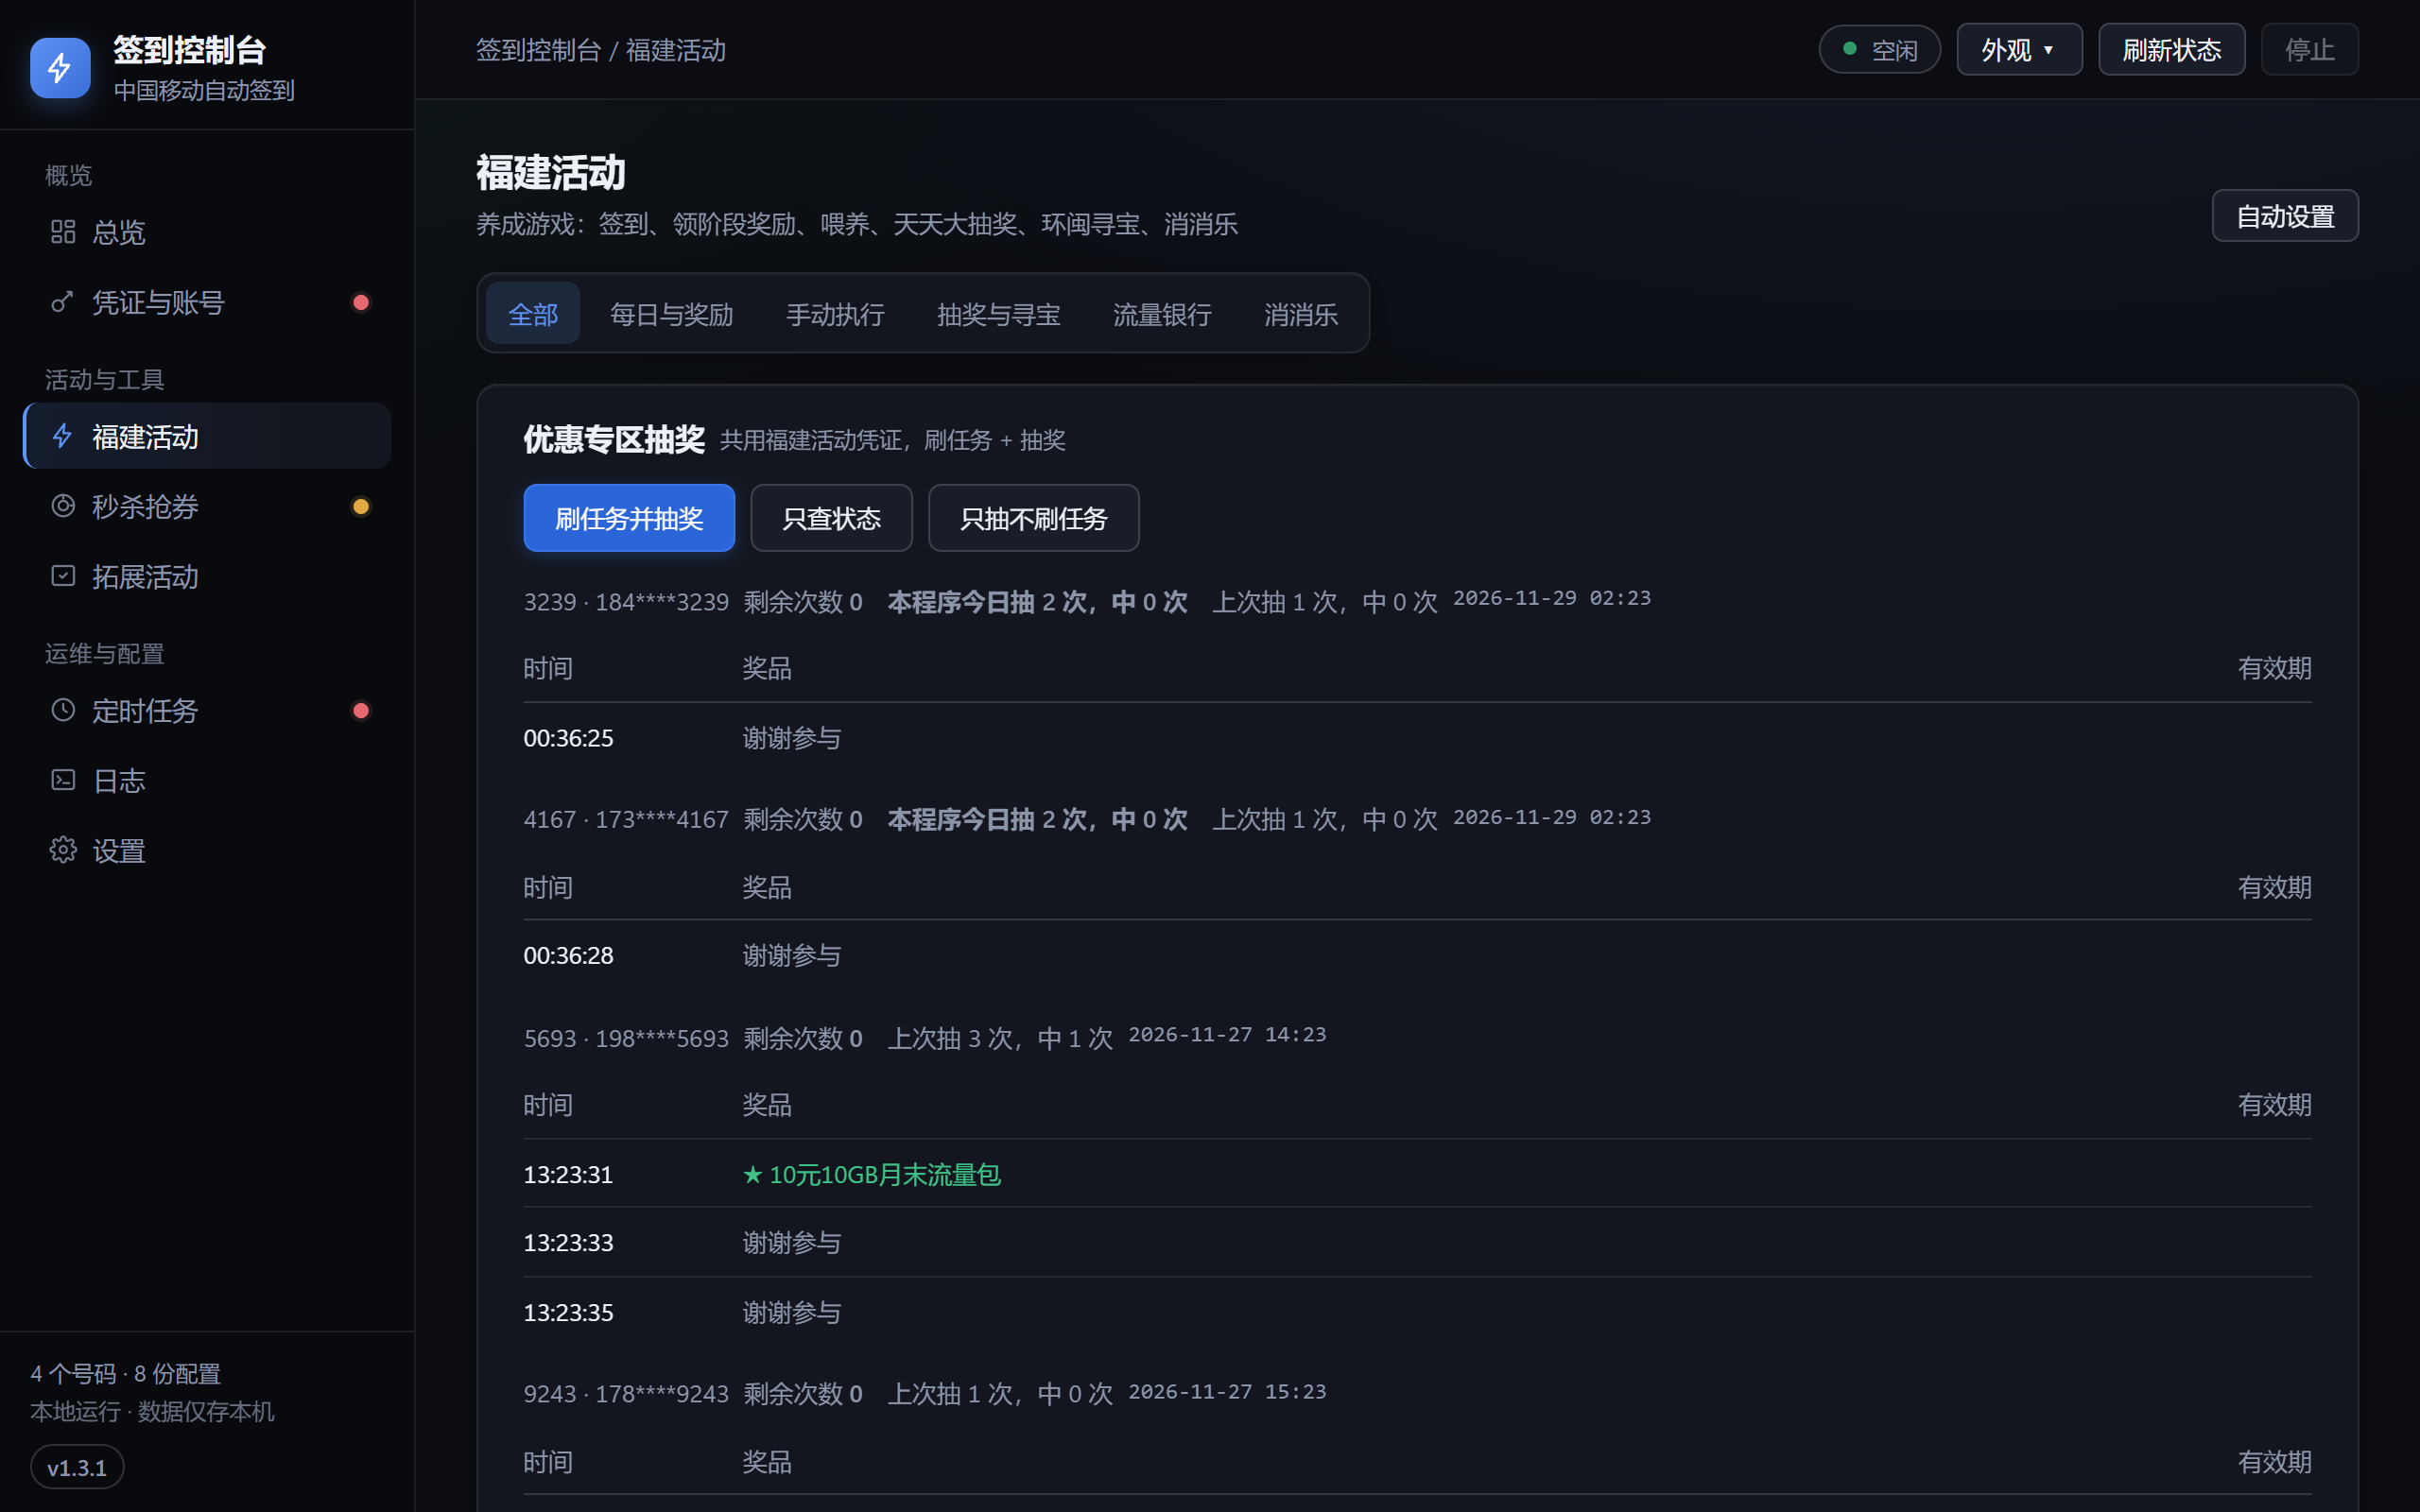 签到控制台
中国移动自动签到
概览
总览
凭证与账号
活动与工具
福建活动
秒杀抢券
拓展活动
运维与配置
定时任务
日志
设置
4 个号码 · 8 份配置
本地运行 · 数据仅存本机
v1.3.1
签到控制台 / 福建活动
空闲
外观 ▼
刷新状态
停止
福建活动
养成游戏：签到、领阶段奖励、喂养、天天大抽奖、环闽寻宝、消消乐
自动设置
全部 每日与奖励 手动执行 抽奖与寻宝 流量银行 消消乐
优惠专区抽奖 共用福建活动凭证，刷任务 + 抽奖
刷任务并抽奖 只查状态 只抽不刷任务
3239 · 184****3239 剩余次数 0 本程序今日抽 2 次，中 0 次 上次抽 1 次，中 0 次 2026-11-29 02:23
时间 奖品 有效期
00:36:25 谢谢参与
4167 · 173****4167 剩余次数 0 本程序今日抽 2 次，中 0 次 上次抽 1 次，中 0 次 2026-11-29 02:23
时间 奖品 有效期
00:36:28 谢谢参与
5693 · 198****5693 剩余次数 0 上次抽 3 次，中 1 次 2026-11-27 14:23
时间 奖品 有效期
13:23:31 ★ 10元10GB月末流量包
13:23:33 谢谢参与
13:23:35 谢谢参与
9243 · 178****9243 剩余次数 0 上次抽 1 次，中 0 次 2026-11-27 15:23
时间 奖品 有效期